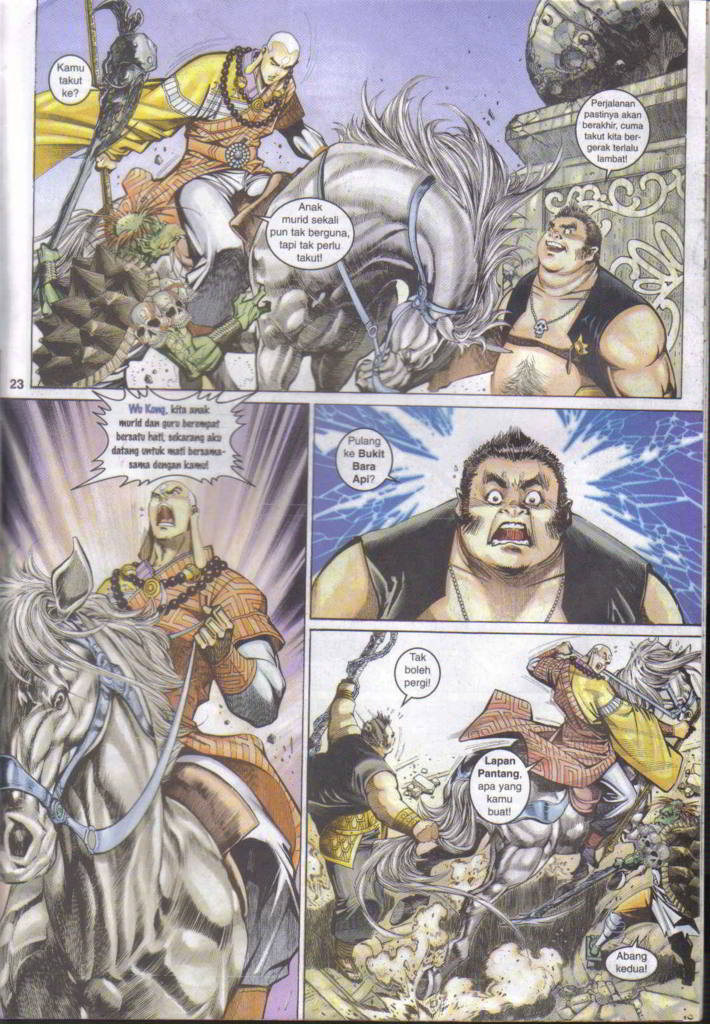 Kamu
takut
ke?
Perjalanan
pastinya akan
berakhir, cuma
takut kita ber-
gerak terlalu
lambat!
Anak
murid sekali
pun tak berguna,
tapi tak perlu
takut!
23
Wu Kong, kita anak
murid dan guru berempat
bersatu hati, sekarang aku
datang untuk mati bersama-
sama dengan kamu!
Pulang
ke Bukit
Bara
Api?
Tak
boleh
pergi!
Lapan
Pantang,
apa yang
kamu
buat!
Abang
kedua!